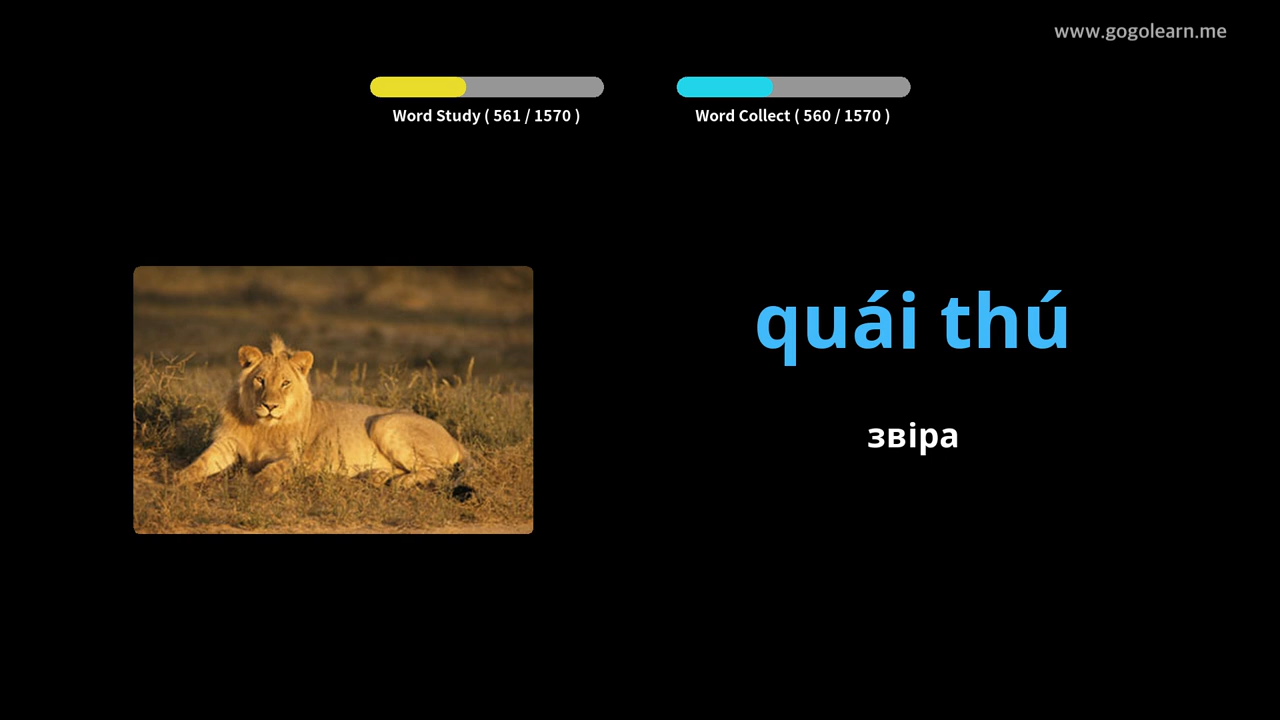 www.gogolearn.me
Word Study ( 561 / 1570 )
Word Collect ( 560 / 1570 )
quái thú
звіра